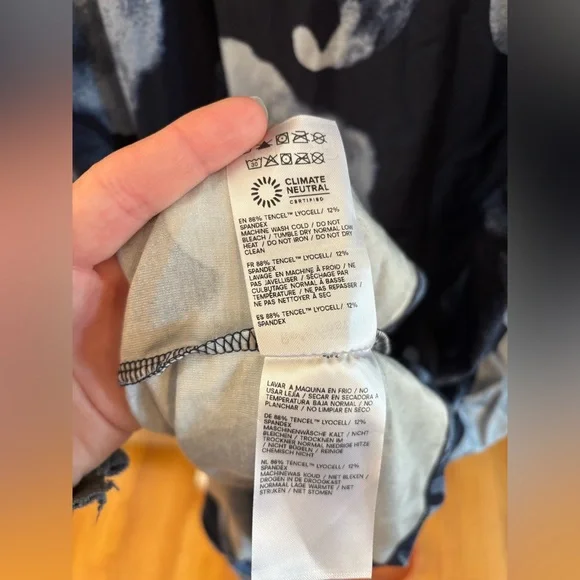 30
CLIMATE
NEUTRAL
CERTIFIED
EN 88% TENCEL™ LYOCELL/ 12%
SPANDEX
MACHINE WASH COLD / DO NOT
BLEACH / TUMBLE DRY NORMAL LOW
HEAT / DO NOT IRON / DO NOT DRY
CLEAN
FR 88% TENCEL™ LYOCELL/ 12%
SPANDEX
LAVAGE EN MACHINE À FROID / NE
PAS JAVELLISER / SÉCHAGE PAR
CULBUTAGE NORMAL À BASSE
TEMPÉRATURE / NE PAS REPASSER /
NE PAS NETTOYER À SEC
ES 88% TENCEL™ LYOCELL/ 12%
SPANDEX
LAVAR A MAQUINA EN FRIO / NO
USAR LEXIA / SECAR EN SECADORA A
TEMPERATURA BAJA NORMAL / NO
PLANCHAR / NO LIMPIAR EN SECO
DE 88% TENCEL™ LYOCELL/ 12%
SPANDEX
MASCHINENWÄSCHE KALT / NICHT
BLEICHEN / TROCKNEN IM
TROCKNER NORMAL NIEDRIGE HITZE
/ NICHT BÜGELN / NICHT
CHEMISCH NICHT
NL 88% TENCEL™ LYOCELL/ 12%
SPANDEX
MACHINEWAS KOUD / NIET BLEKEN /
DROGEN IN DE DROOGKAST
NORMAAL LAGE WARMTE / NIET
STRIJKEN / NIET STOMEN